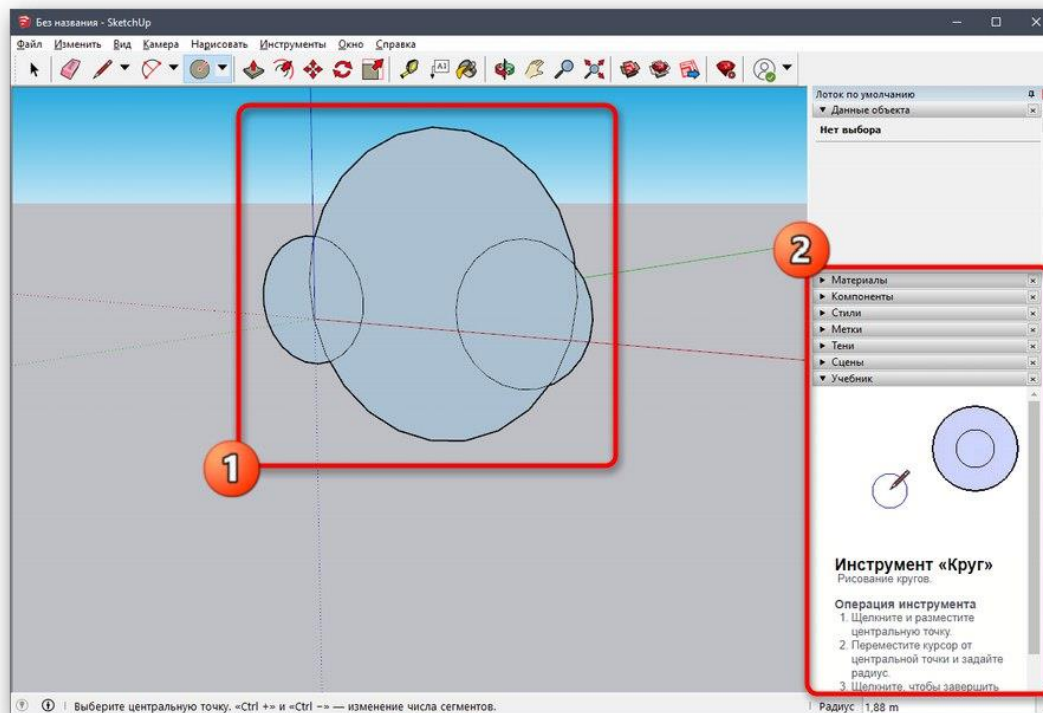 Без названия - SketchUp
Файл Изменить Вид Камера Нарисовать Инструменты Окно Справка
A1
Лоток по умолчанию
Данные объекта
Нет выбора
2
Материалы
Компоненты
Стили
Метки
Тени
Сцены
Учебник
1
Инструмент «Круг»
Рисование кругов.
Операция инструмента
1. Щелкните и разместите
центральную точку.
2. Переместите курсор от
центральной точки и задайте
радиус.
3. Щелкните, чтобы завершить
Выберите центральную точку. «Ctrl +» и «Ctrl −» — изменение числа сегментов.
Радиус 1,88 m